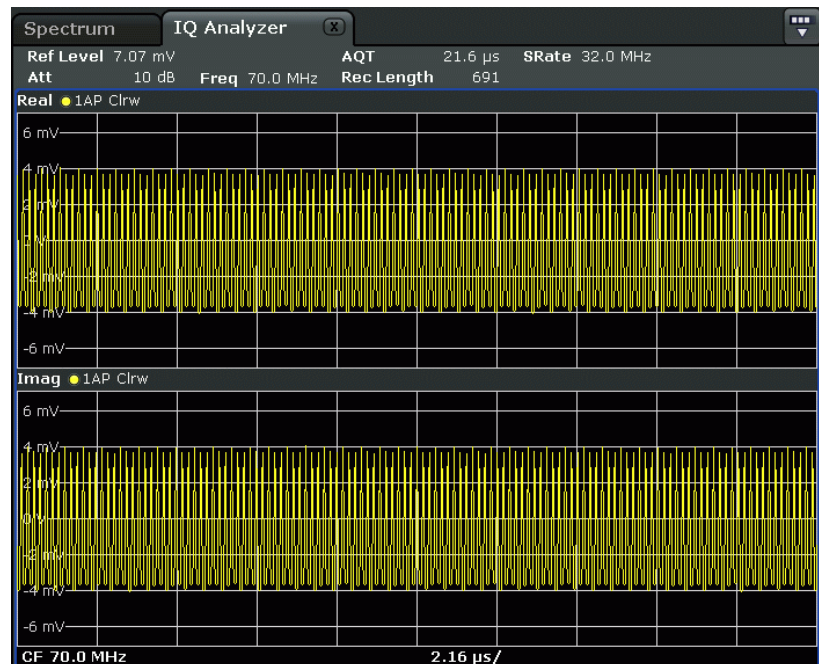 Spectrum IQ Analyzer X
Ref Level 7.07 mV AQT 21.6 µs SRate 32.0 MHz
Att 10 dB Freq 70.0 MHz Rec Length 691
Real 1AP Clrw
6 mV
4 mV
2 mV
0 V
-2 mV
-4 mV
-6 mV
Imag 1AP Clrw
6 mV
4 mV
2 mV
0 V
-2 mV
-4 mV
-6 mV
CF 70.0 MHz 2.16 µs/